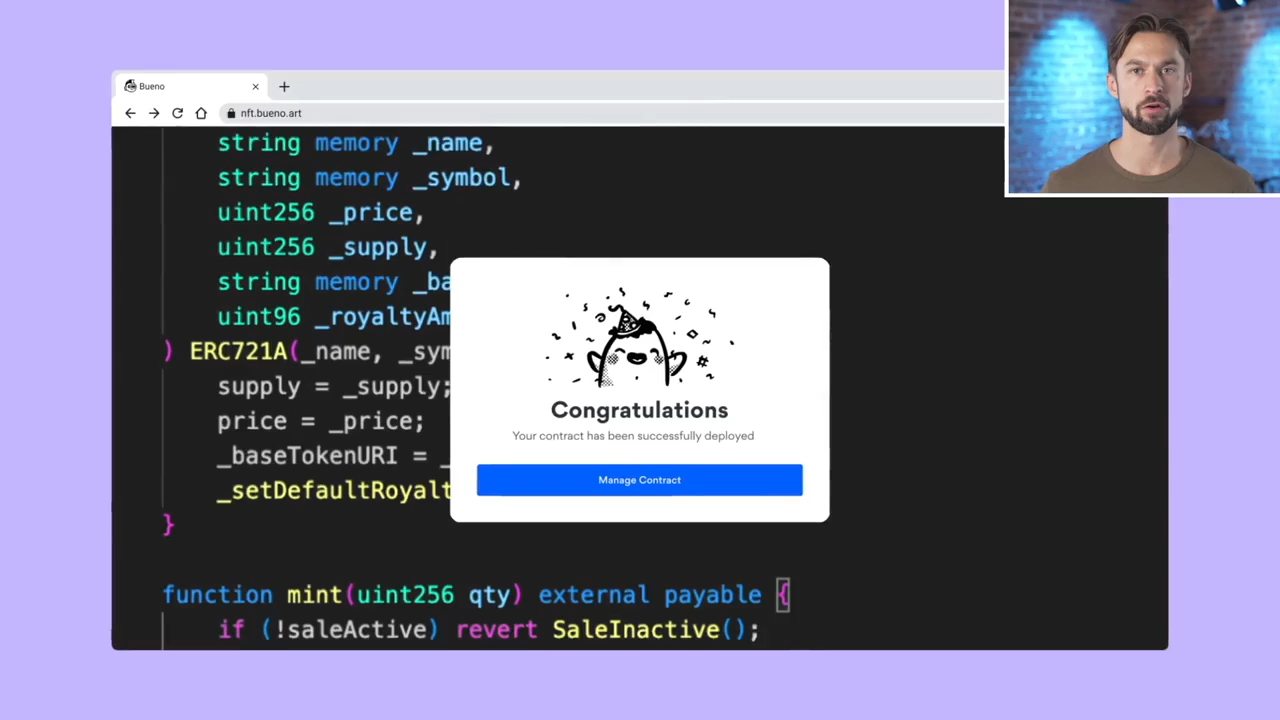 Bueno
nft.bueno.art
string memory _name,
string memory _symbol,
uint256 _price,
uint256 _supply,
string memory _ba
uint96 _royaltyAm
) ERC721A(_name, _sym
supply = _supply;
price = _price;
_baseTokenURI = _
_setDefaultRoyalt
}
Congratulations
Your contract has been successfully deployed
Manage Contract
function mint(uint256 qty) external payable {
if (!saleActive) revert SaleInactive();